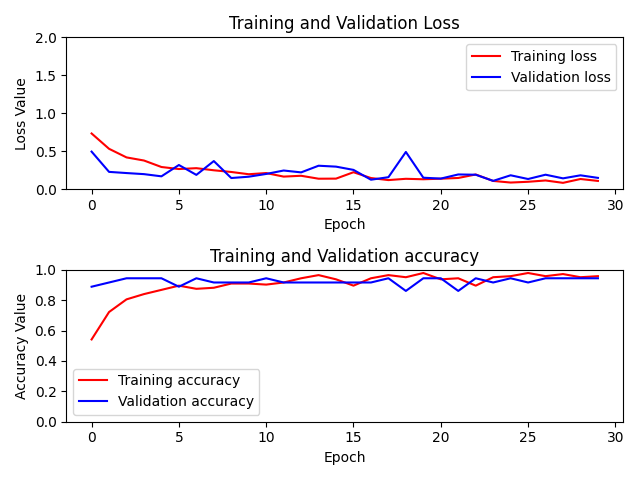 Training and Validation Loss
2.0
1.5
1.0
0.5
0.0
Loss Value
Training loss
Validation loss
0 5 10 15 20 25 30
Epoch
Training and Validation accuracy
1.0
0.8
0.6
0.4
0.2
0.0
Accuracy Value
Training accuracy
Validation accuracy
0 5 10 15 20 25 30
Epoch